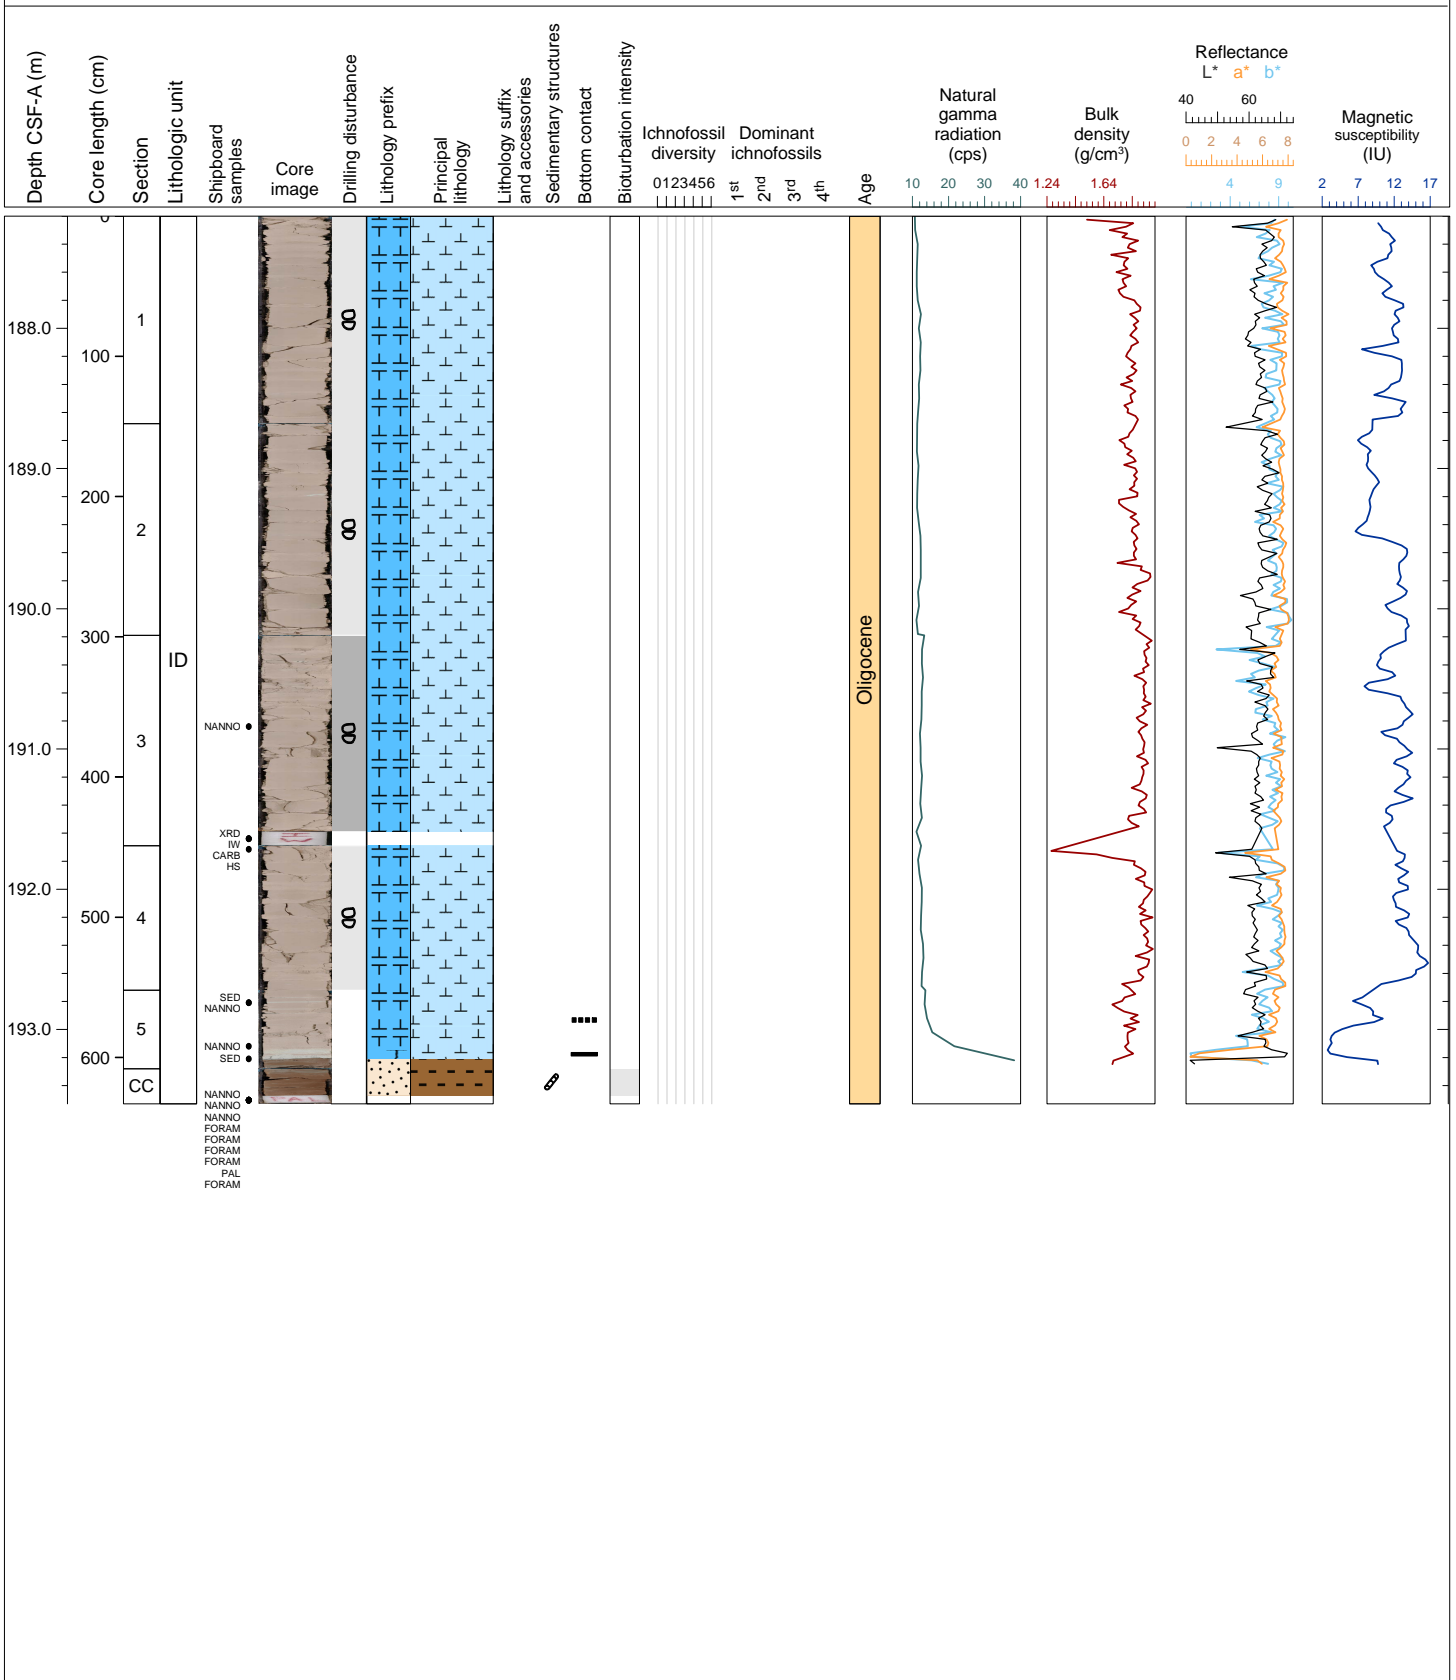 Depth CSF-A (m)
Core length (cm)
Section
Lithologic unit
Shipboard
samples
Core
image
Drilling disturbance
Lithology prefix
Principal
lithology
Lithology suffix
and accessories
Sedimentary structures
Bottom contact
Bioturbation intensity
Ichnofossil
diversity
0123456
Dominant
ichnofossils
1st
2nd
3rd
4th
Age
Natural
gamma
radiation
(cps)
10 20 30 40
Bulk
density
(g/cm³)
1.24 1.64
Reflectance
L* a* b*
40 60
0 2 4 6 8
4 9
Magnetic
susceptibility
(IU)
2 7 12 17
0
188.0
100
189.0
200
190.0
300
191.0
400
192.0
500
193.0
600
1
2
3
4
5
CC
ID
NANNO
XRD
IW
CARB
HS
SED
NANNO
NANNO
SED
NANNO
NANNO
NANNO
FORAM
FORAM
FORAM
FORAM
PAL
FORAM
Oligocene